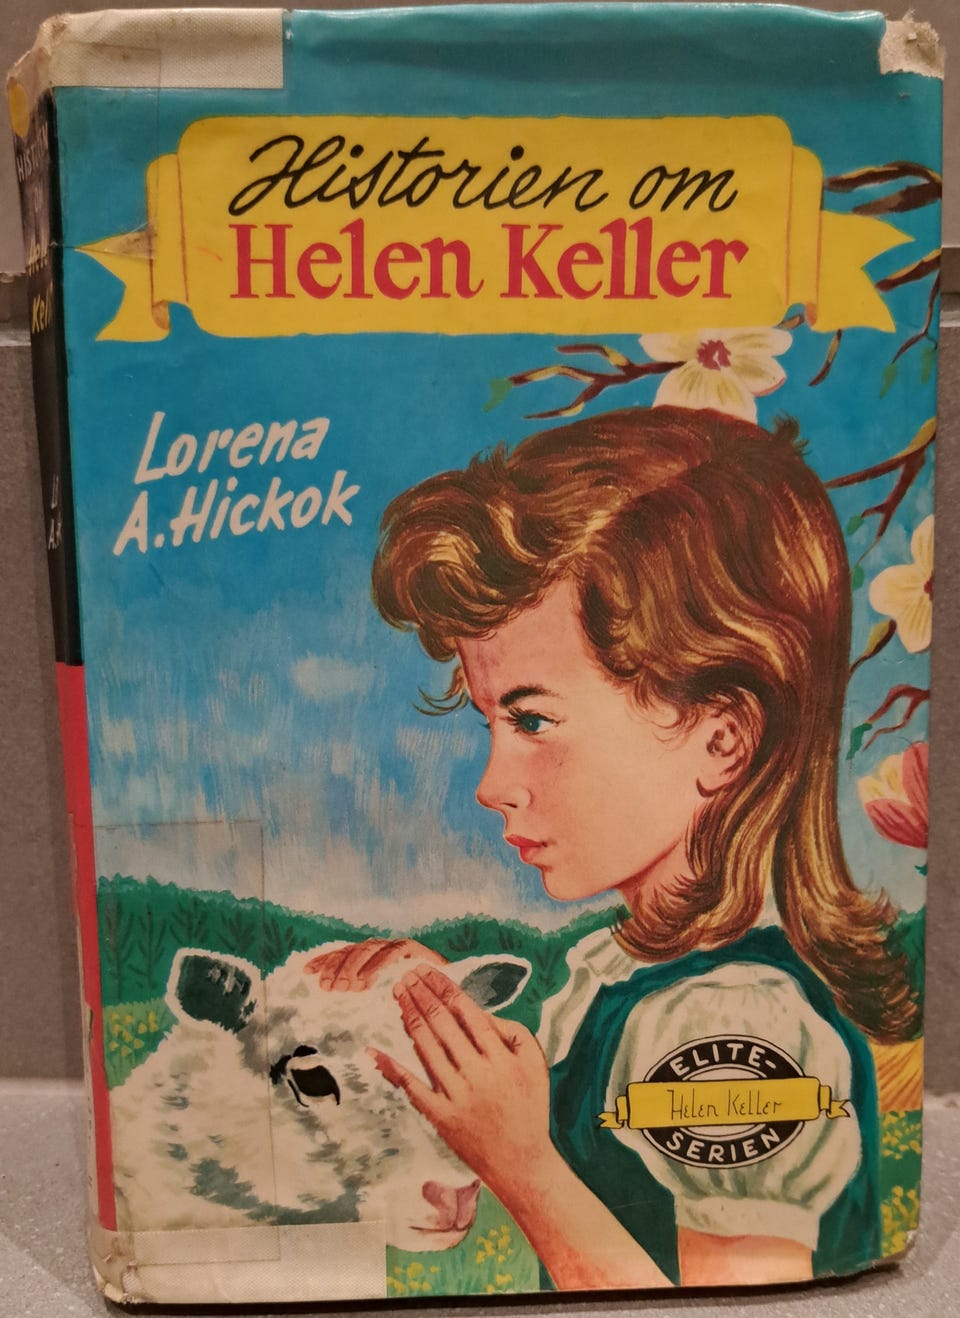 Historien om
Helen Keller
Lorena
A. Hickok
ELITE-
Helen Keller
SERIEN